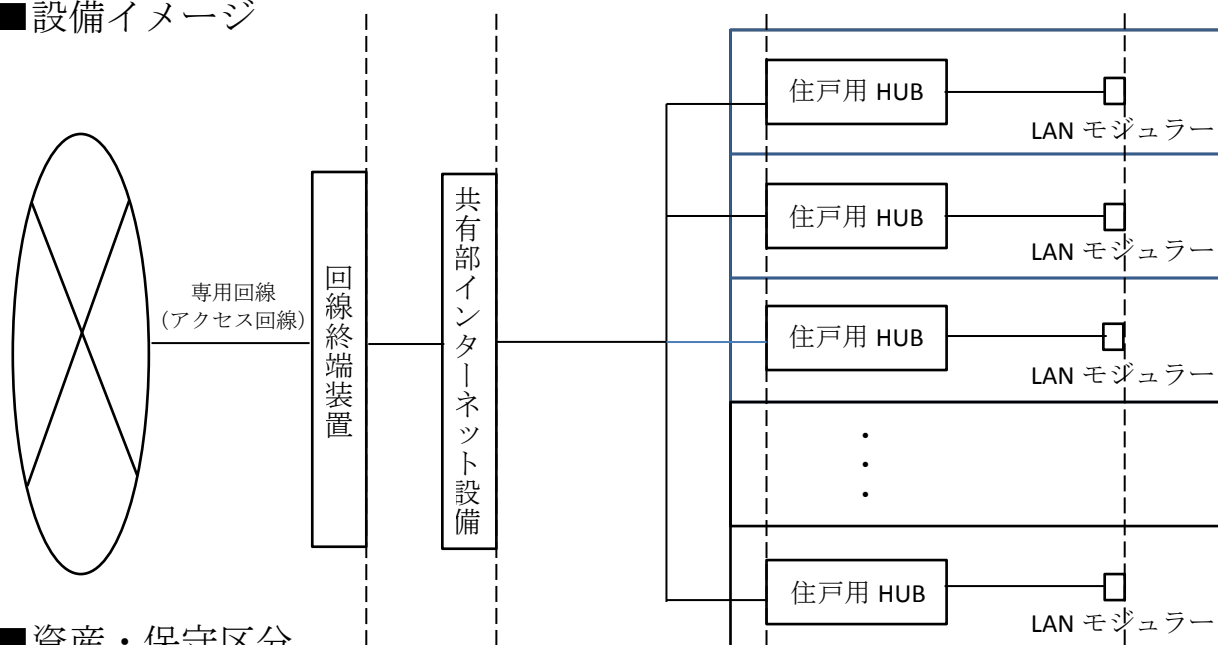 ■設備イメージ
専用回線
(アクセス回線)
回線終端装置
共有部インターネット設備
住戸用 HUB
LAN モジュラー
住戸用 HUB
LAN モジュラー
住戸用 HUB
LAN モジュラー
・
・
・
住戸用 HUB
LAN モジュラー
■資産・保守区分